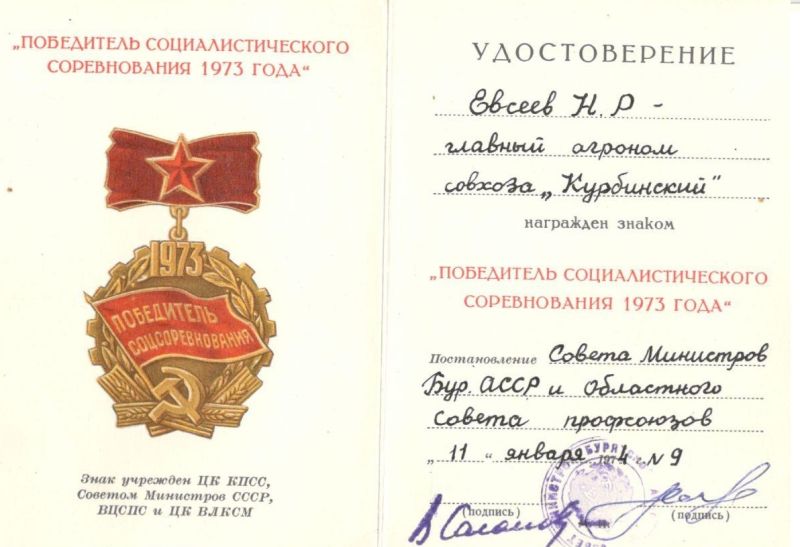 „ПОБЕДИТЕЛЬ СОЦИАЛИСТИЧЕСКОГО
СОРЕВНОВАНИЯ 1973 ГОДА“
1973
ПОБЕДИТЕЛЬ
СОЦСОРЕВНОВАНИЯ
Знак учрежден ЦК КПСС,
Советом Министров СССР,
ВЦСПС и ЦК ВЛКСМ
УДОСТОВЕРЕНИЕ
Евсеев Н. Р –
главный агроном
совхоза „Курбинский"
награжден знаком
„ПОБЕДИТЕЛЬ СОЦИАЛИСТИЧЕСКОГО
СОРЕВНОВАНИЯ 1973 ГОДА“
Постановление Совета Министров
Бур. АССР и Областного
совета профсоюзов
„ 11 “ января 1974 г. N 9
(подпись)
(подпись)